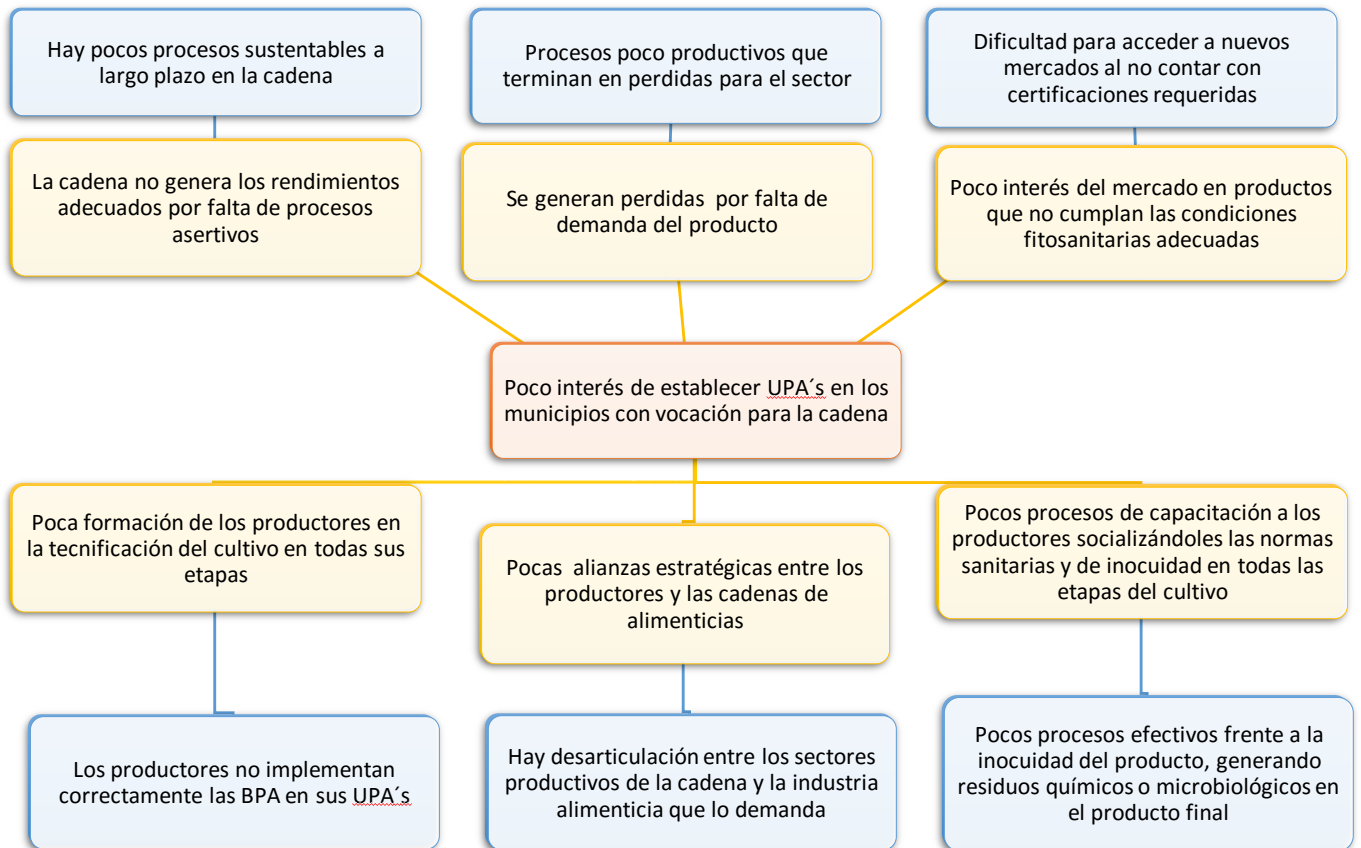 Hay pocos procesos sustentables a
largo plazo en la cadena
Procesos poco productivos que
terminan en perdidas para el sector
Dificultad para acceder a nuevos
mercados al no contar con
certificaciones requeridas
La cadena no genera los rendimientos
adecuados por falta de procesos
asertivos
Se generan perdidas por falta de
demanda del producto
Poco interés del mercado en productos
que no cumplan las condiciones
fitosanitarias adecuadas
Poco interés de establecer UPA´s en los
municipios con vocación para la cadena
Poca formación de los productores en
la tecnificación del cultivo en todas sus
etapas
Pocas alianzas estratégicas entre los
productores y las cadenas de
alimenticias
Pocos procesos de capacitación a los
productores socializándoles las normas
sanitarias y de inocuidad en todas las
etapas del cultivo
Los productores no implementan
correctamente las BPA en sus UPA´s
Hay desarticulación entre los sectores
productivos de la cadena y la industria
alimenticia que lo demanda
Pocos procesos efectivos frente a la
inocuidad del producto, generando
residuos químicos o microbiológicos en
el producto final